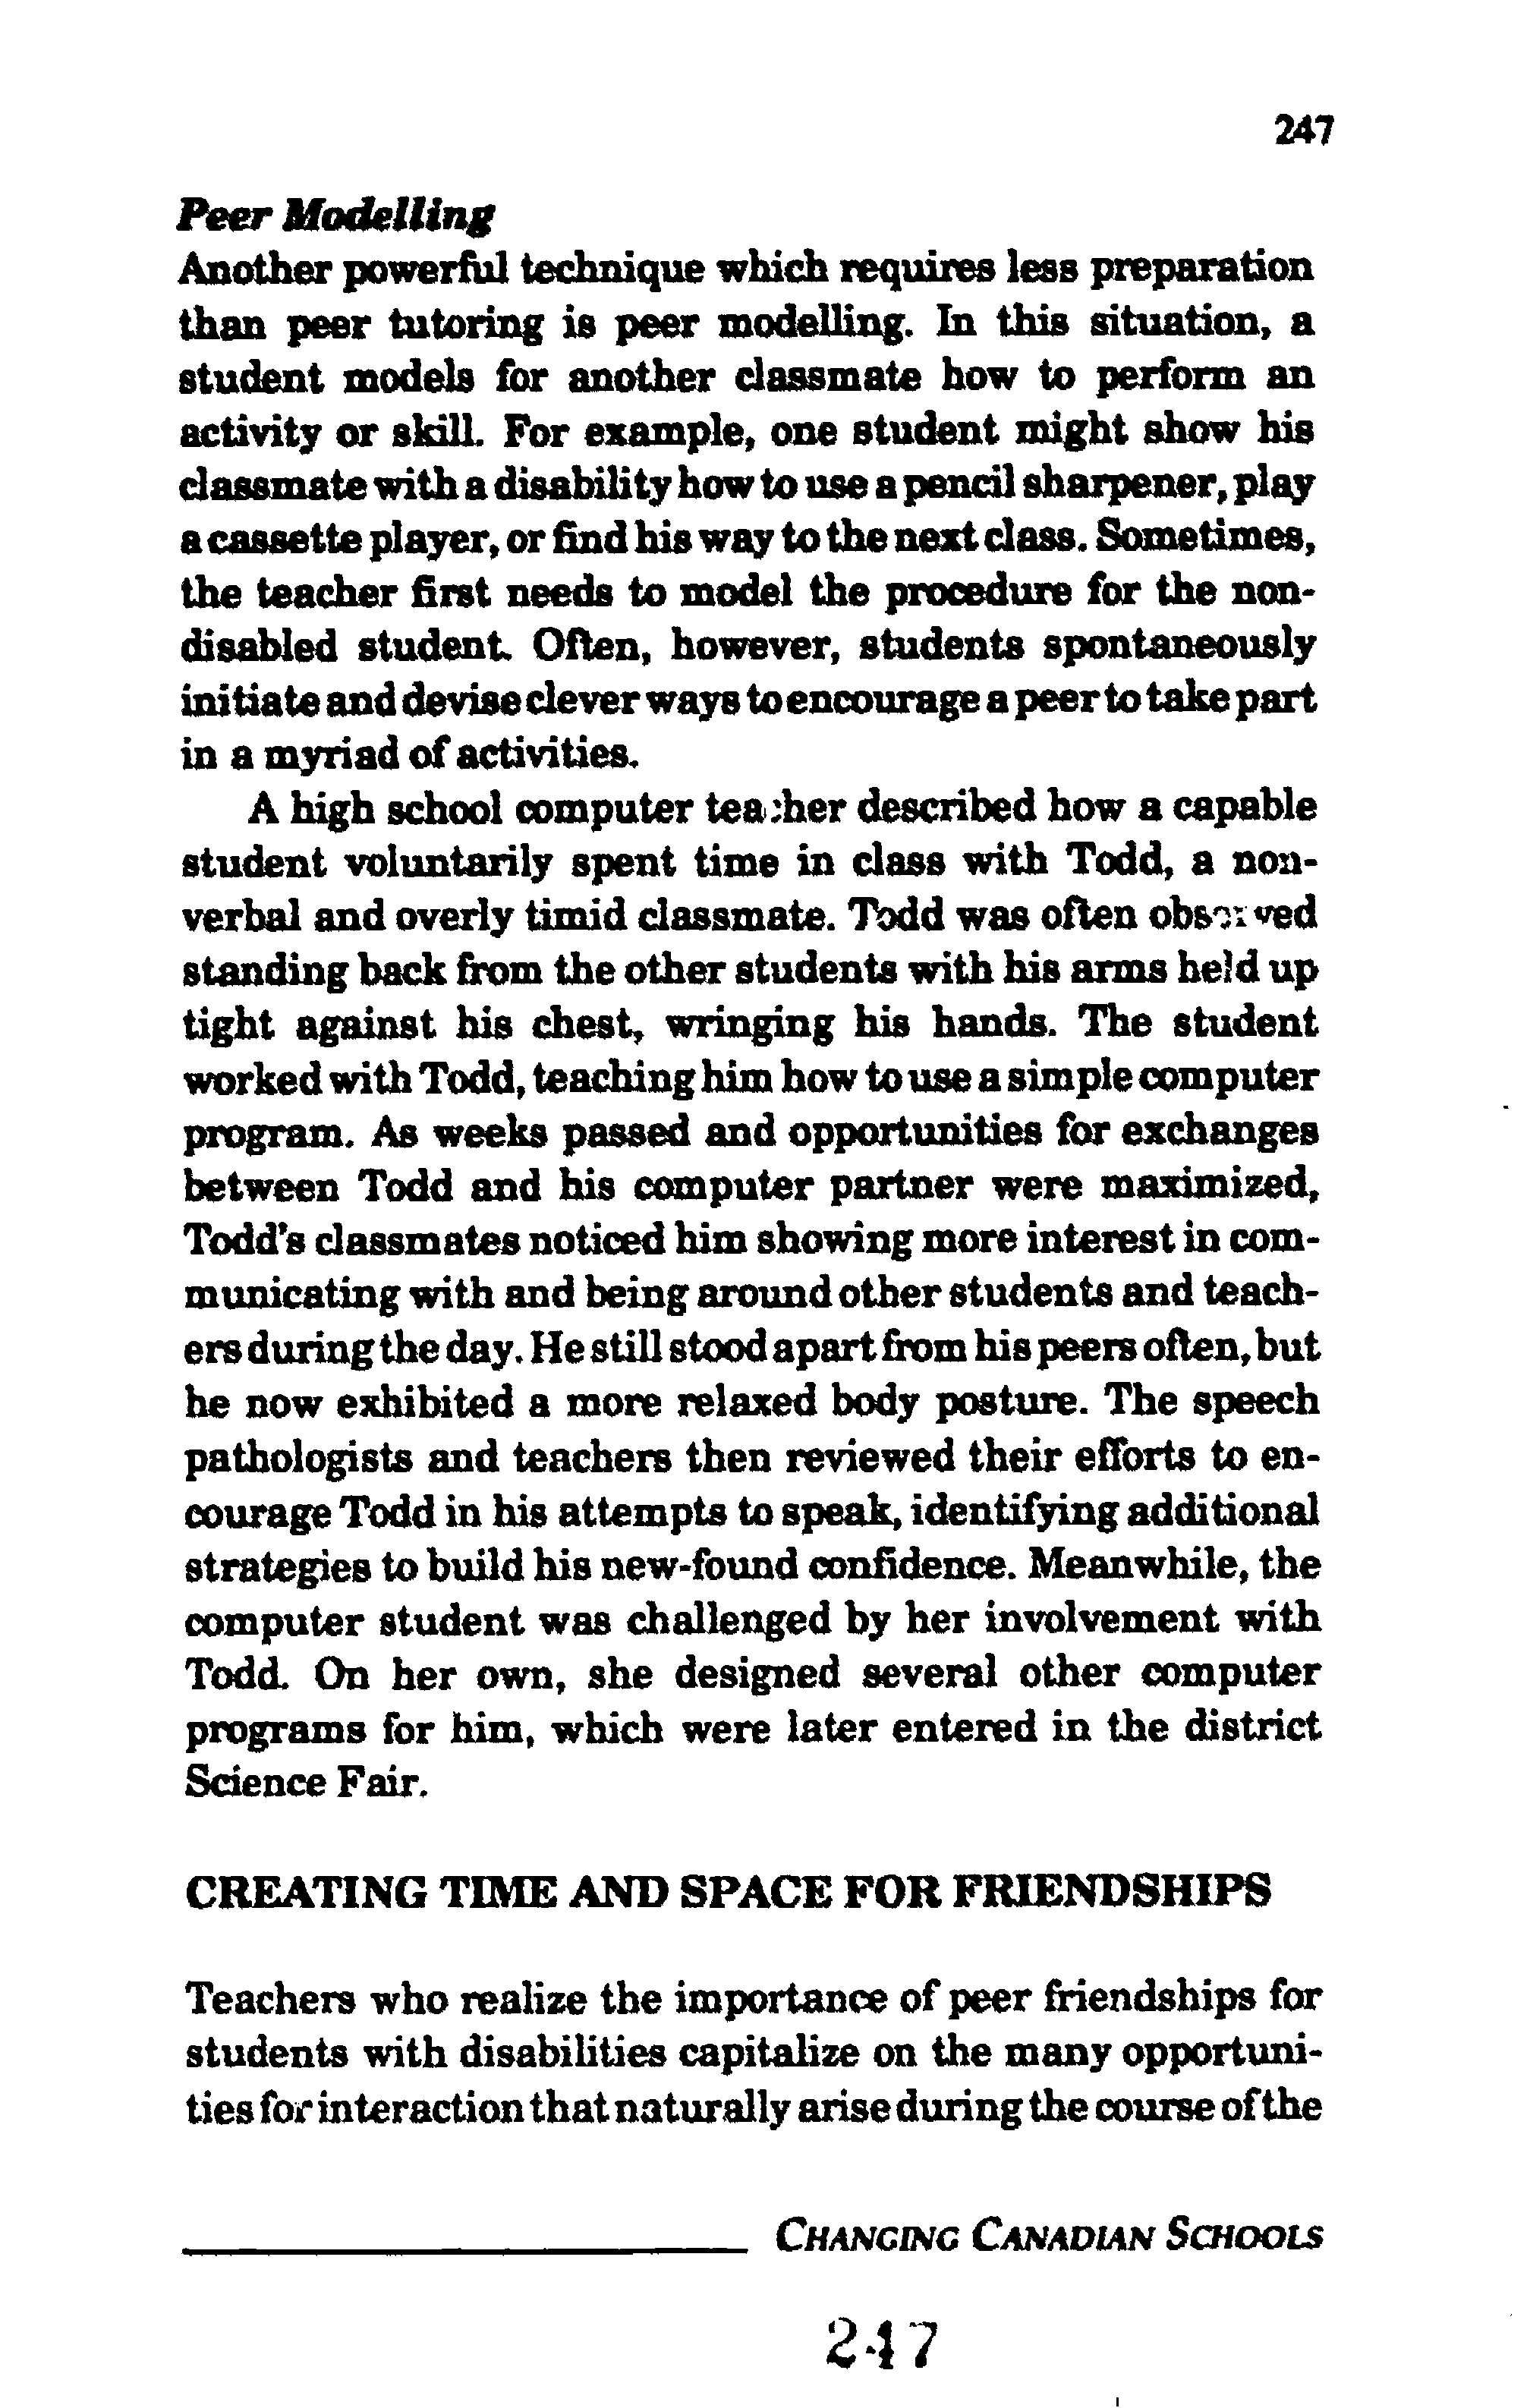 247
Peer Modelling
Another powerful technique which requires less preparation
than peer tutoring is peer modelling. In this situation, a
student models for another classmate how to perform an
activity or skill. For example, one student might show his
classmate with a disability how to use a pencil sharpener, play
a cassette player, or find his way to the next class. Sometimes,
the teacher first needs to model the procedure for the non-
disabled student. Often, however, students spontaneously
initiate and devise clever ways to encourage a peer to take part
in a myriad of activities.
A high school computer teacher described how a capable
student voluntarily spent time in class with Todd, a non-
verbal and overly timid classmate. Todd was often observed
standing back from the other students with his arms held up
tight against his chest, wringing his hands. The student
worked with Todd, teaching him how to use a simple computer
program. As weeks passed and opportunities for exchanges
between Todd and his computer partner were maximized,
Todd's classmates noticed him showing more interest in com-
municating with and being around other students and teach-
ers during the day. He still stood apart from his peers often, but
he now exhibited a more relaxed body posture. The speech
pathologists and teachers then reviewed their efforts to en-
courage Todd in his attempts to speak, identifying additional
strategies to build his new-found confidence. Meanwhile, the
computer student was challenged by her involvement with
Todd. On her own, she designed several other computer
programs for him, which were later entered in the district
Science Fair.
CREATING TIME AND SPACE FOR FRIENDSHIPS
Teachers who realize the importance of peer friendships for
students with disabilities capitalize on the many opportuni-
ties for interaction that naturally arise during the course of the
CHANGING CANADIAN SCHOOLS
247